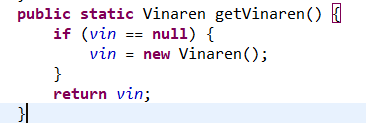 public static Vinaren getVinaren() {
    if (vin == null) {
        vin = new Vinaren();
    }
    return vin;
}